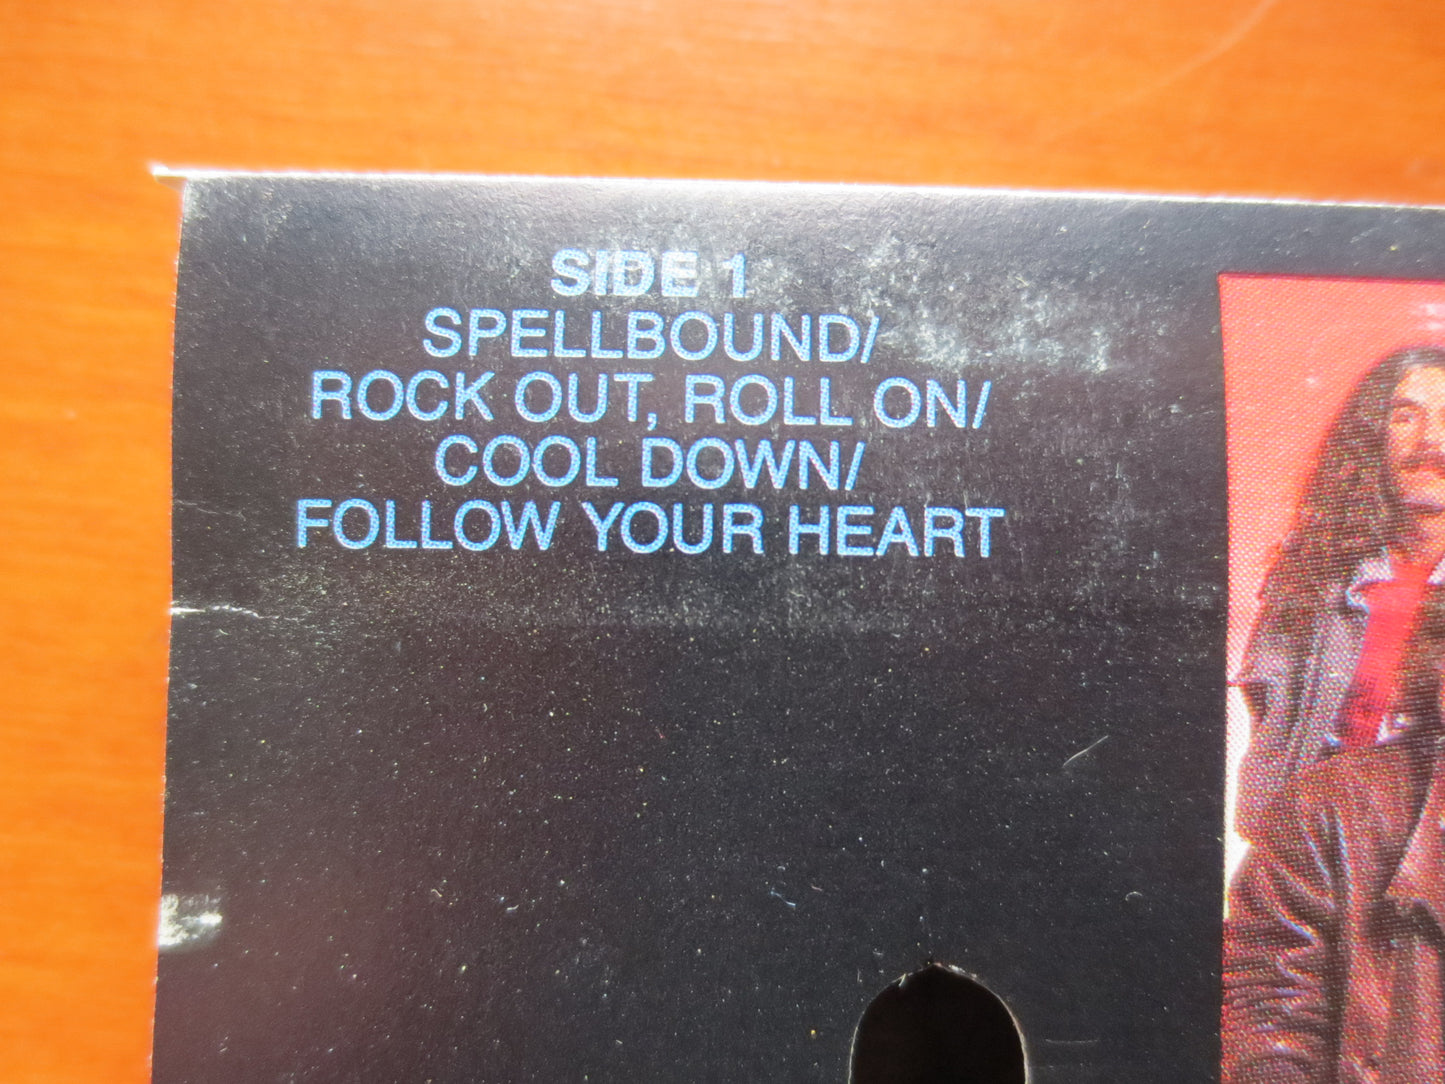 SIDE 1
SPELLBOUND/
ROCK OUT, ROLL ON/
COOL DOWN/
FOLLOW YOUR HEART